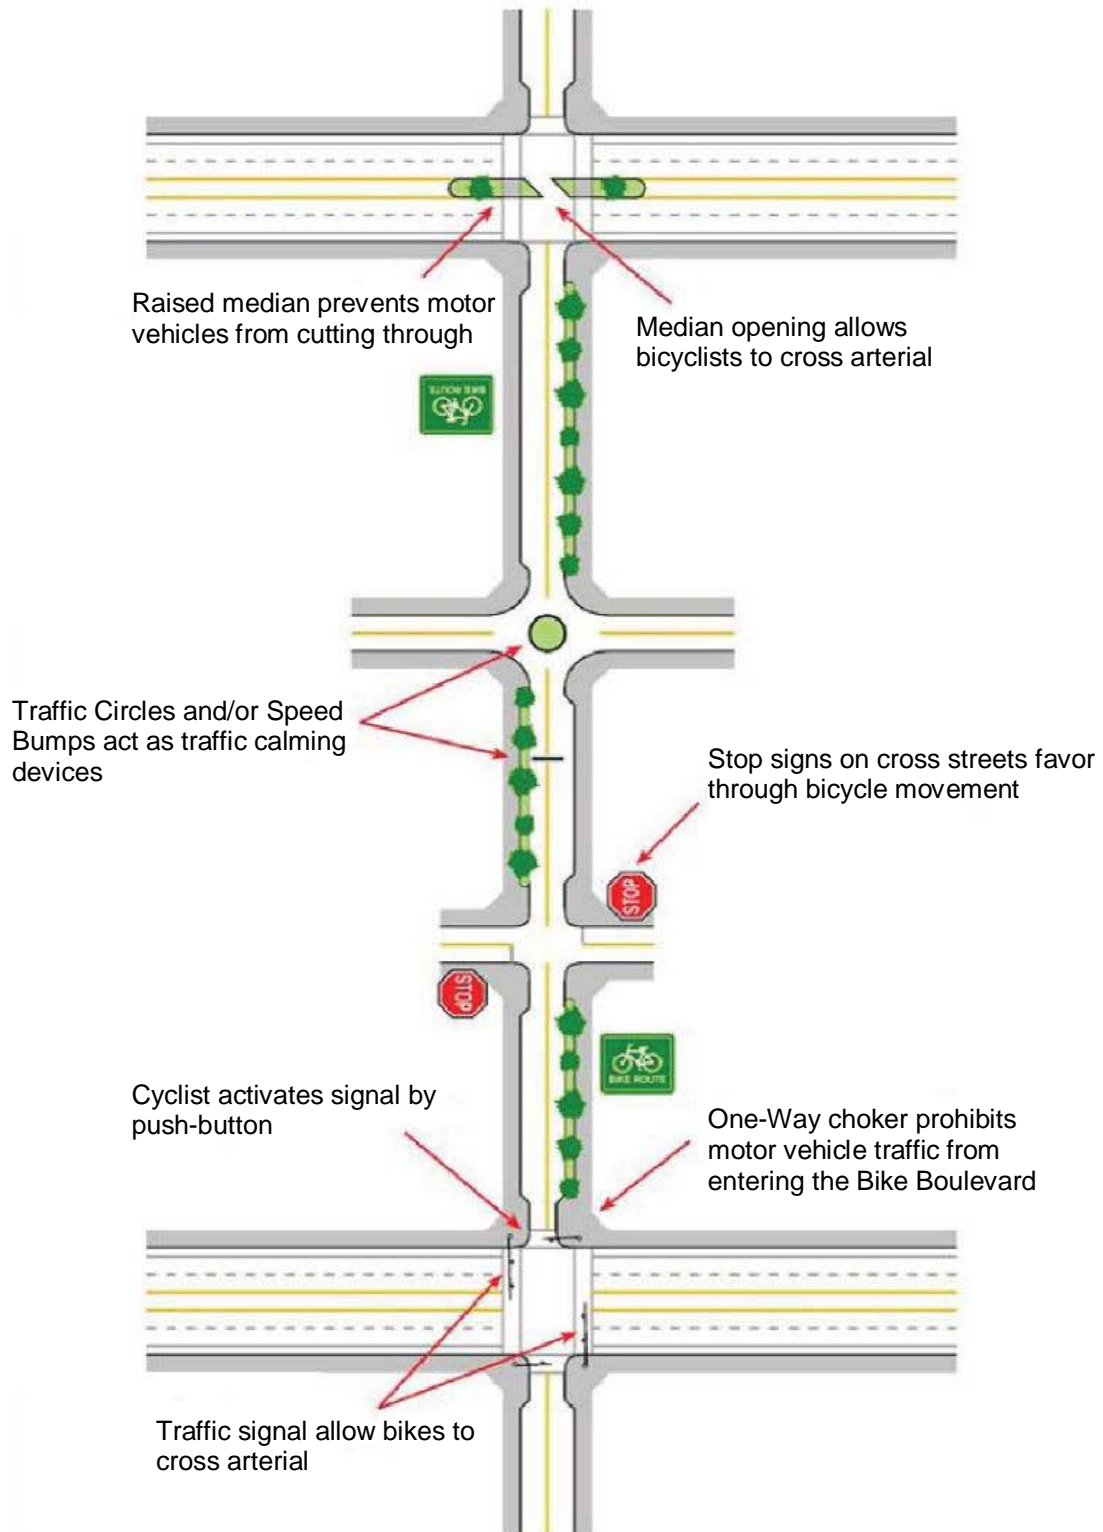 Raised median prevents motor
vehicles from cutting through
Median opening allows
bicyclists to cross arterial
BIKE ROUTE
Traffic Circles and/or Speed
Bumps act as traffic calming
devices
Stop signs on cross streets favor
through bicycle movement
STOP
STOP
BIKE ROUTE
Cyclist activates signal by
push-button
One-Way choker prohibits
motor vehicle traffic from
entering the Bike Boulevard
Traffic signal allow bikes to
cross arterial